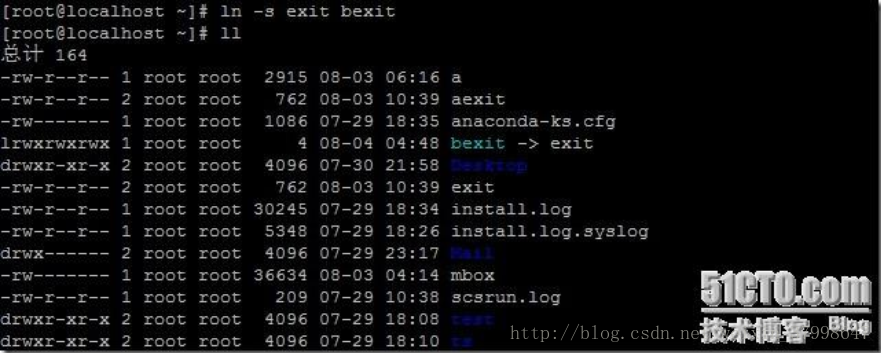 [root@localhost ~]# ln -s exit bexit
[root@localhost ~]# ll
总计 164
-rw-r--r-- 1 root root  2915 08-03 06:16 a
-rw-r--r-- 2 root root   762 08-03 10:39 aexit
-rw------- 1 root root  1086 07-29 18:35 anaconda-ks.cfg
lrwxrwxrwx 1 root root     4 08-04 04:48 bexit -> exit
drwxr-xr-x 2 root root  4096 07-30 21:58 Desktop
-rw-r--r-- 2 root root   762 08-03 10:39 exit
-rw-r--r-- 1 root root 30245 07-29 18:34 install.log
-rw-r--r-- 1 root root  5348 07-29 18:26 install.log.syslog
drwx------ 2 root root  4096 07-29 23:17 Mail
-rw------- 1 root root 36634 08-03 04:14 mbox
-rw-r--r-- 1 root root   209 07-29 10:38 scsrun.log
drwxr-xr-x 2 root root  4096 07-29 18:08 test
drwxr-xr-x 2 root root  4096 07-29 18:10 ts
51CTO.com
技术博客 Blog